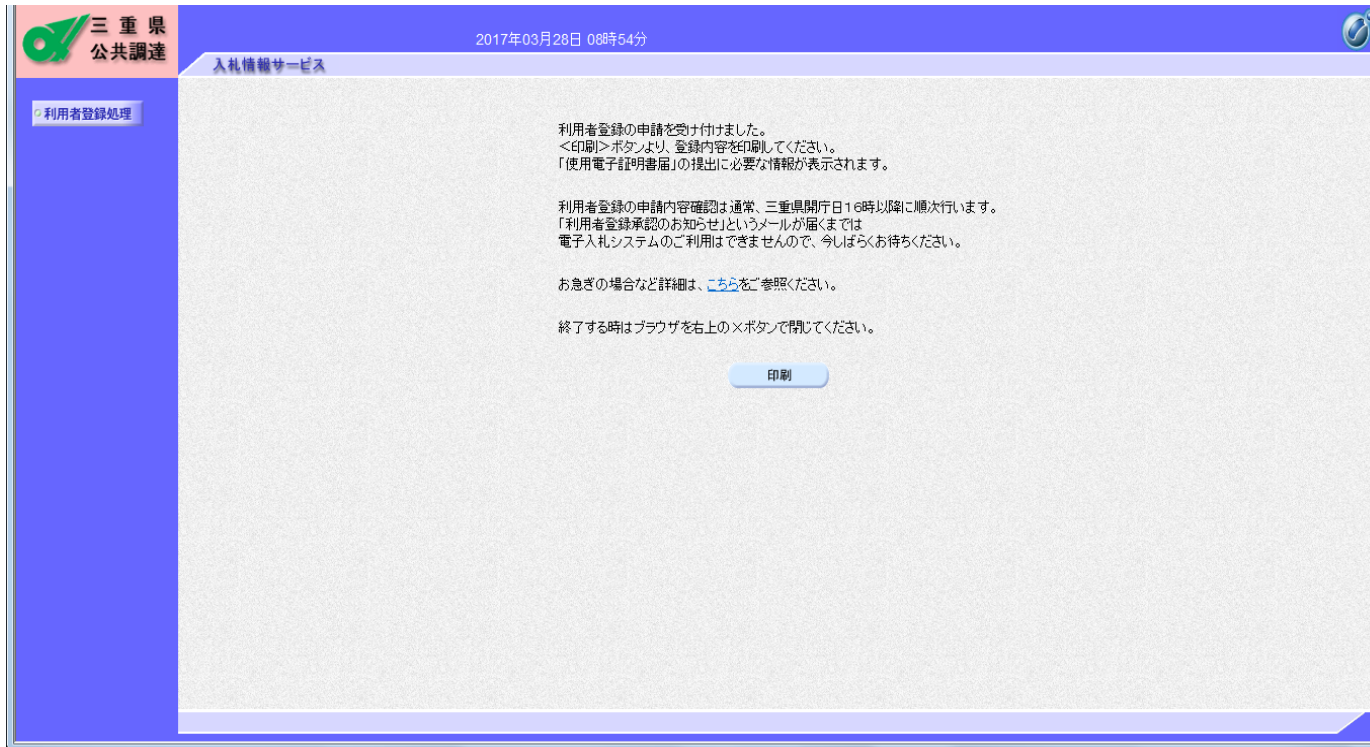 三重県
公共調達
2017年03月28日 08時54分
入札情報サービス
利用者登録処理
利用者登録の申請を受け付けました。
<印刷>ボタンより、登録内容を印刷してください。
「使用電子証明書届」の提出に必要な情報が表示されます。
利用者登録の申請内容確認は通常、三重県開庁日16時以降に順次行います。
「利用者登録承認のお知らせ」というメールが届くまでは
電子入札システムのご利用はできませんので、今しばらくお待ちください。
お急ぎの場合など詳細は、こちらをご参照ください。
終了する時はブラウザを右上の×ボタンで閉じてください。
印刷